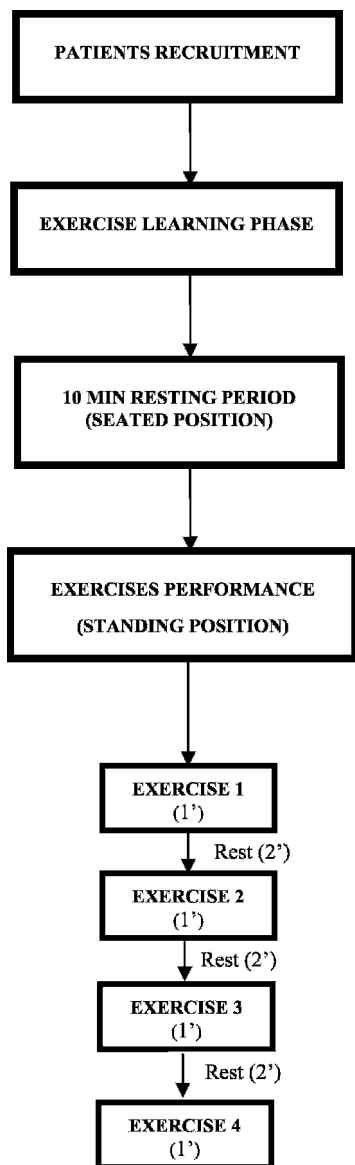 PATIENTS RECRUITMENT
EXERCISE LEARNING PHASE
10 MIN RESTING PERIOD
(SEATED POSITION)
EXERCISES PERFORMANCE
(STANDING POSITION)
EXERCISE 1
(1’)
Rest (2’)
EXERCISE 2
(1’)
Rest (2’)
EXERCISE 3
(1’)
Rest (2’)
EXERCISE 4
(1’)